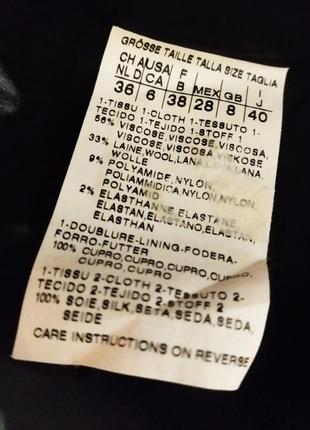 GRÖSSE TAILLE TALLA SIZE TAGLIA
CH A USA F MEX GB I
NL D CA B J
36 6 38 28 8 40
1-TISSU 1-CLOTH 1-TESSUTO 1-
TECIDO 1-TEJIDO 1-STOFF 1
56% VISCOSE, VISCOSE, VISCOSA,
VISCOSE, VISCOSA, VISKOSE
33% LAINE, WOOL, LANA, LAVA, LANA,
WOLLE
9% POLYAMIDE, NYLON,
POLIAMMIDICA, NYLON, NYLON,
POLYAMID
2% ELASTHANNE, ELASTANE,
ELASTAN, ELASTANO, ELASTAN,
ELASTHAN
1-DOUBLURE-LINING-FODERA-
FORRO-FUTTER
100% CUPRO, CUPRO, CUPRO, CUPRO,
CUPRO, CUPRO
1-TISSU 2-CLOTH 2-TESSUTO 2-
TECIDO 2-TEJIDO 2-STOFF 2
100% SOIE, SILK, SETA, SEDA, SEDA,
SEIDE
CARE INSTRUCTIONS ON REVERSE